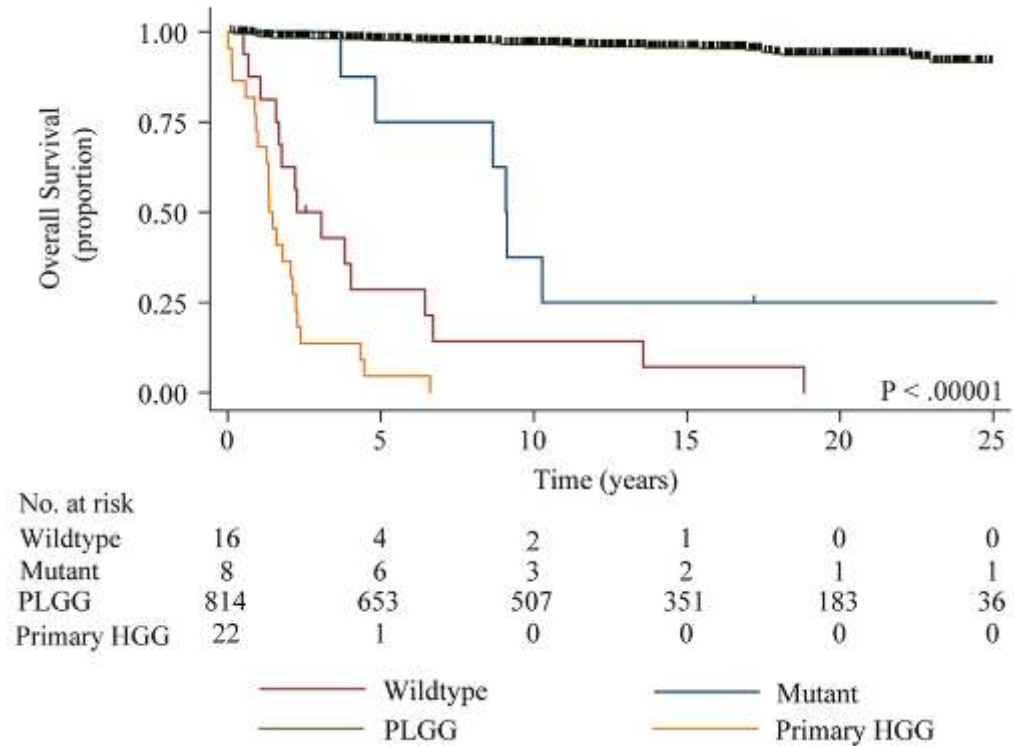 Overall Survival
(proportion)
1.00
0.75
0.50
0.25
0.00
P < .00001
0 5 10 15 20 25
Time (years)
No. at risk
Wildtype 16 4 2 1 0 0
Mutant 8 6 3 2 1 1
PLGG 814 653 507 351 183 36
Primary HGG 22 1 0 0 0 0
Wildtype Mutant
PLGG Primary HGG